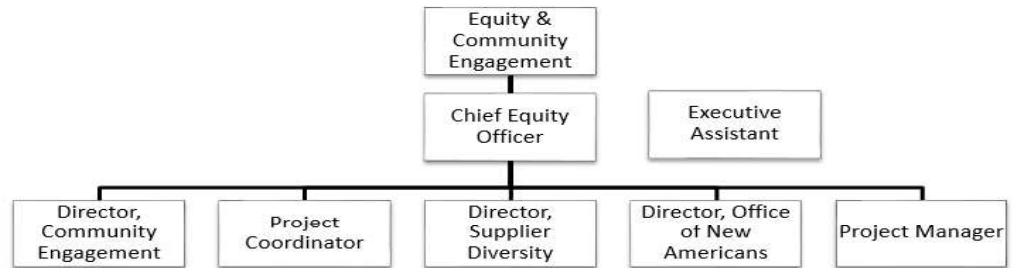 Equity &
Community
Engagement
Chief Equity
Officer
Executive
Assistant
Director,
Community
Engagement
Project
Coordinator
Director,
Supplier
Diversity
Director, Office
of New
Americans
Project Manager